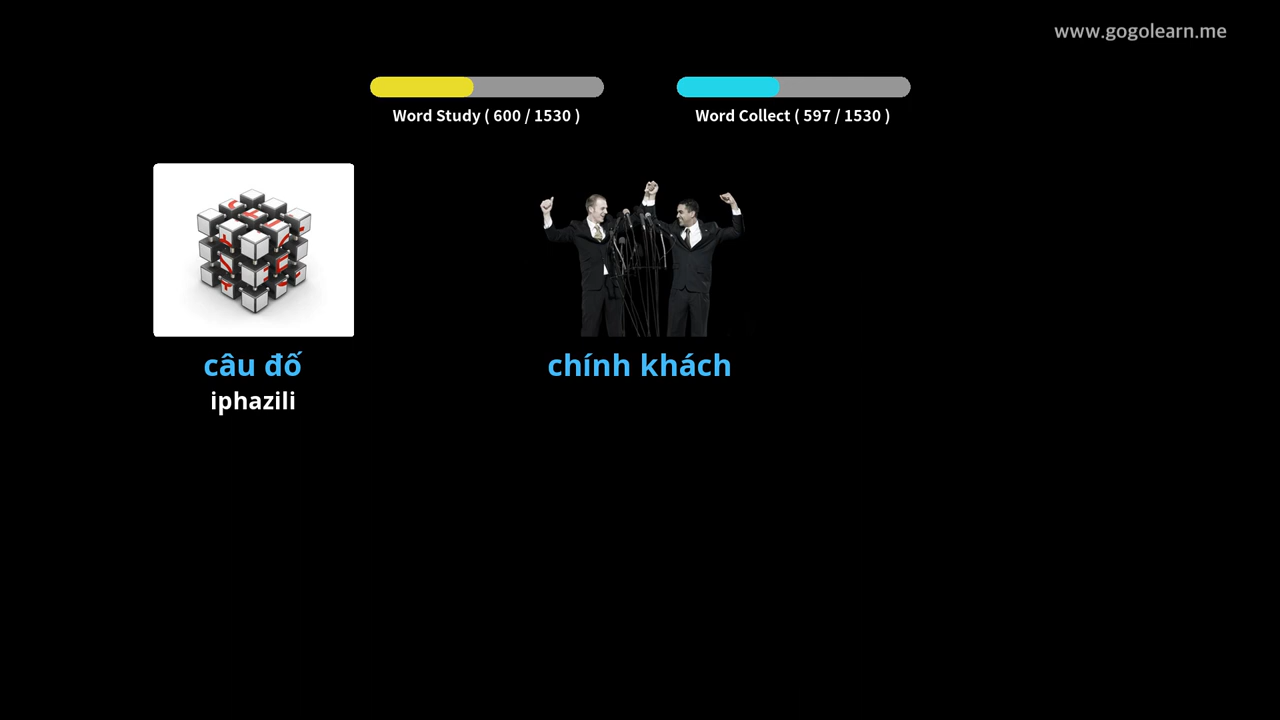 www.gogolearn.me
Word Study ( 600 / 1530 )
Word Collect ( 597 / 1530 )
câu đố
iphazili
chính khách